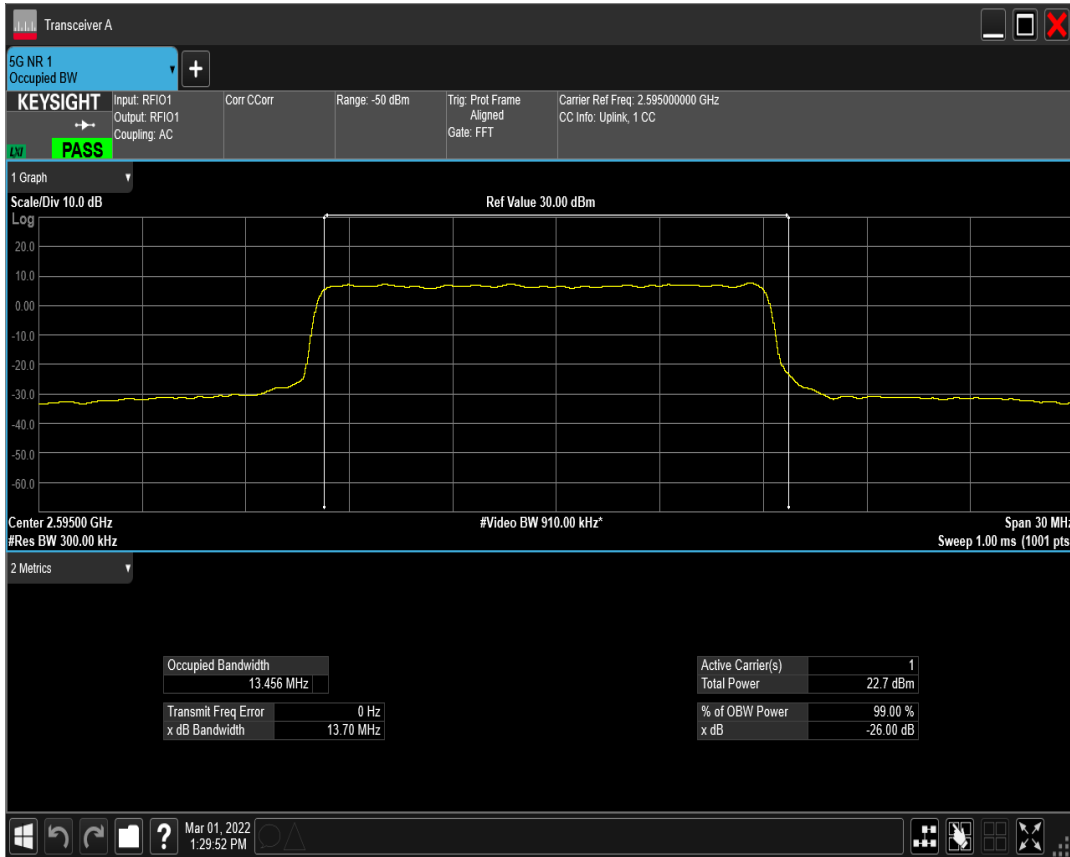 Transceiver A
5G NR 1
Occupied BW
+
KEYSIGHT
LXI
PASS
Input: RFIO1
Output: RFIO1
Coupling: AC
Corr CCorr
Range: -50 dBm
Trig: Prot Frame
Aligned
Gate: FFT
Carrier Ref Freq: 2.595000000 GHz
CC Info: Uplink, 1 CC
1 Graph
Scale/Div 10.0 dB
Ref Value 30.00 dBm
Log
20.0
10.0
0.00
-10.0
-20.0
-30.0
-40.0
-50.0
-60.0
Center 2.59500 GHz
#Video BW 910.00 kHz*
Span 30 MHz
#Res BW 300.00 kHz
Sweep 1.00 ms (1001 pts
2 Metrics
Occupied Bandwidth
13.456 MHz
Transmit Freq Error 0 Hz
x dB Bandwidth 13.70 MHz
Active Carrier(s) 1
Total Power 22.7 dBm
% of OBW Power 99.00 %
x dB -26.00 dB
?
Mar 01, 2022
1:29:52 PM